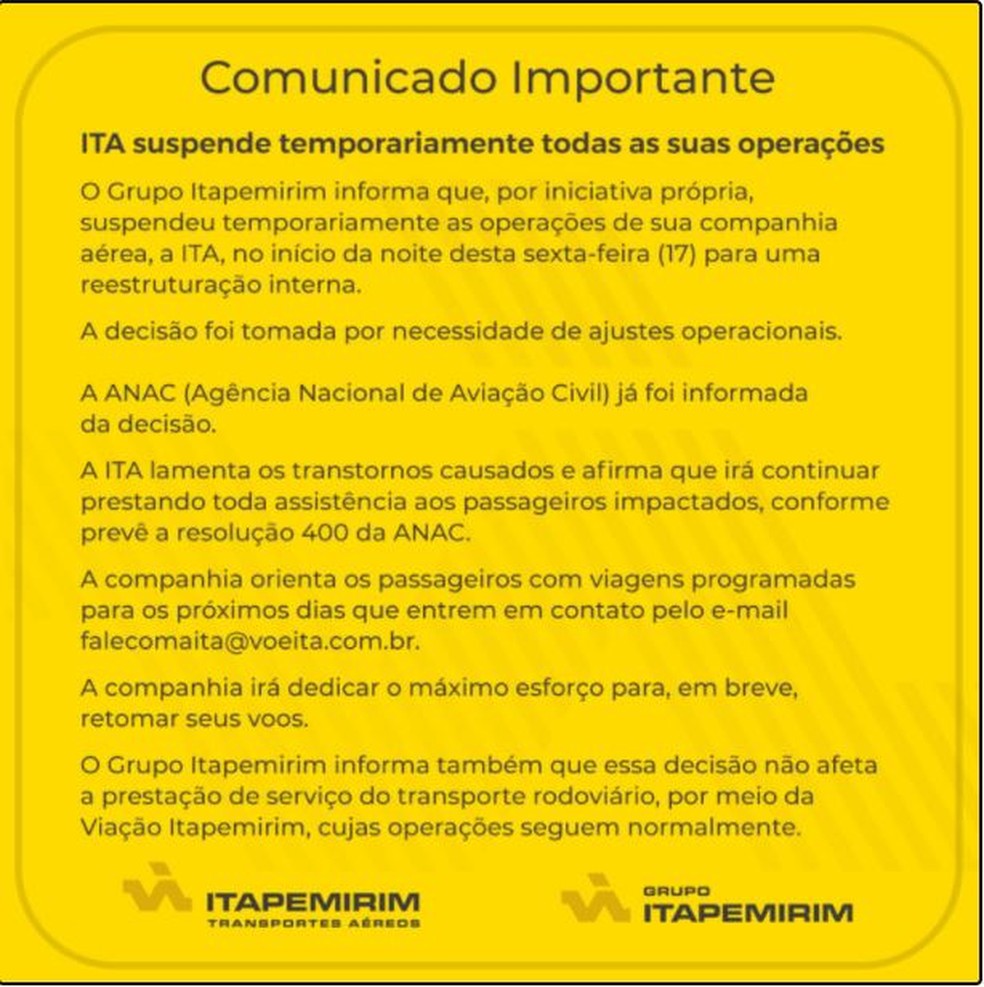 Comunicado Importante
ITA suspende temporariamente todas as suas operações
O Grupo Itapemirim informa que, por iniciativa própria,
suspendeu temporariamente as operações de sua companhia
aérea, a ITA, no início da noite desta sexta-feira (17) para uma
reestruturação interna.
A decisão foi tomada por necessidade de ajustes operacionais.
A ANAC (Agência Nacional de Aviação Civil) já foi informada
da decisão.
A ITA lamenta os transtornos causados e afirma que irá continuar
prestando toda assistência aos passageiros impactados, conforme
prevê a resolução 400 da ANAC.
A companhia orienta os passageiros com viagens programadas
para os próximos dias que entrem em contato pelo e-mail
falecomaita@voeita.com.br.
A companhia irá dedicar o máximo esforço para, em breve,
retomar seus voos.
O Grupo Itapemirim informa também que essa decisão não afeta
a prestação de serviço do transporte rodoviário, por meio da
Viação Itapemirim, cujas operações seguem normalmente.
ITAPEMIRIM
TRANSPORTES AÉREOS
GRUPO
ITAPEMIRIM